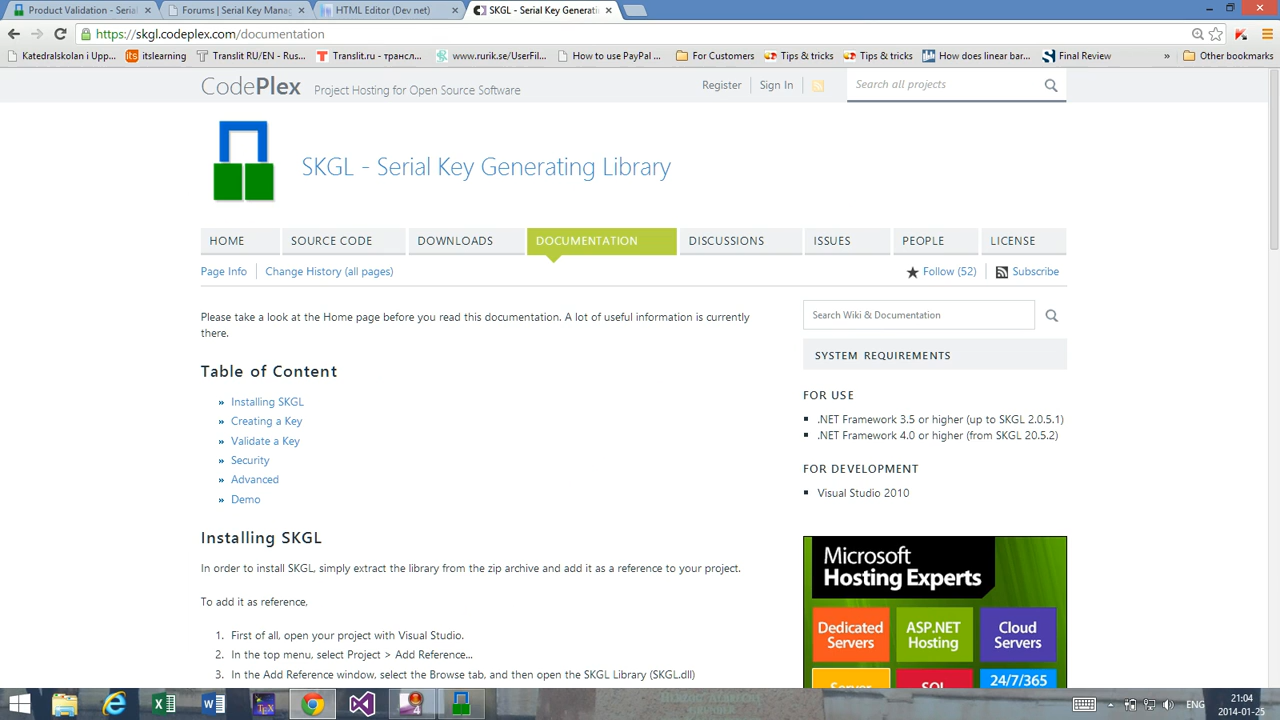 Product Validation - Serial
Forums | Serial Key Manag
HTML Editor (Dev net)
SKGL - Serial Key Generatin
https://skgl.codeplex.com/documentation
Katedralskolan i Upps
itslearning
Translit RU/EN - Russ
Translit.ru - трансл...
www.rurik.se/UserFil...
How to use PayPal ...
For Customers
Tips & tricks
Tips & tricks
How does linear bar...
Final Review
»
Other bookmarks
CodePlex Project Hosting for Open Source Software
Register
Sign In
Search all projects
SKGL - Serial Key Generating Library
HOME
SOURCE CODE
DOWNLOADS
DOCUMENTATION
DISCUSSIONS
ISSUES
PEOPLE
LICENSE
Page Info
Change History (all pages)
Follow (52)
Subscribe
Please take a look at the Home page before you read this documentation. A lot of useful information is currently
there.
Table of Content
» Installing SKGL
» Creating a Key
» Validate a Key
» Security
» Advanced
» Demo
Installing SKGL
In order to install SKGL, simply extract the library from the zip archive and add it as a reference to your project.
To add it as reference,
1. First of all, open your project with Visual Studio.
2. In the top menu, select Project > Add Reference...
3. In the Add Reference window, select the Browse tab, and then open the SKGL Library (SKGL.dll)
Search Wiki & Documentation
SYSTEM REQUIREMENTS
FOR USE
.NET Framework 3.5 or higher (up to SKGL 2.0.5.1)
.NET Framework 4.0 or higher (from SKGL 20.5.2)
FOR DEVELOPMENT
Visual Studio 2010
Microsoft
Hosting Experts
Dedicated
Servers
ASP.NET
Hosting
Cloud
Servers
24/7/365
ENG
21:04
2014-01-25